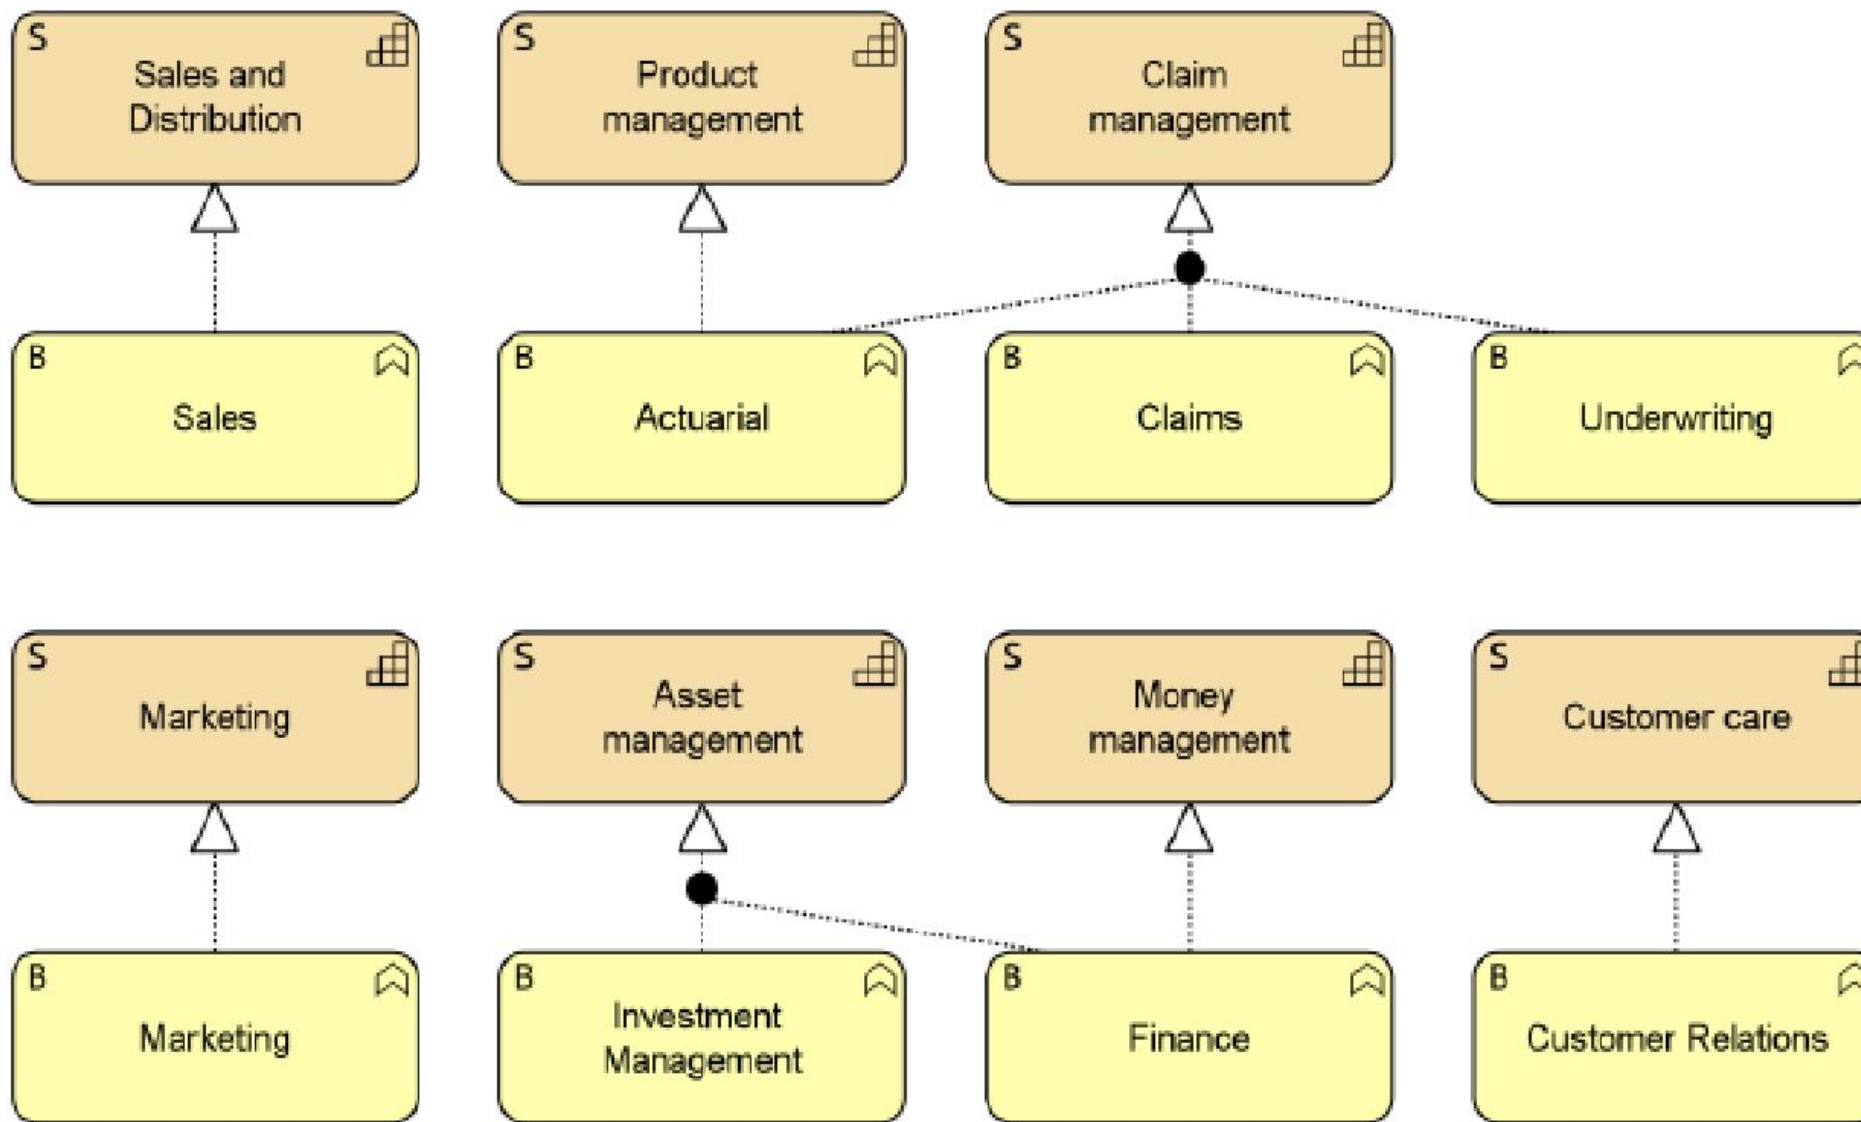 S
Sales and
Distribution
S
Product
management
S
Claim
management
B
Sales
B
Actuarial
B
Claims
B
Underwriting
S
Marketing
S
Asset
management
S
Money
management
S
Customer care
B
Marketing
B
Investment
Management
B
Finance
B
Customer Relations